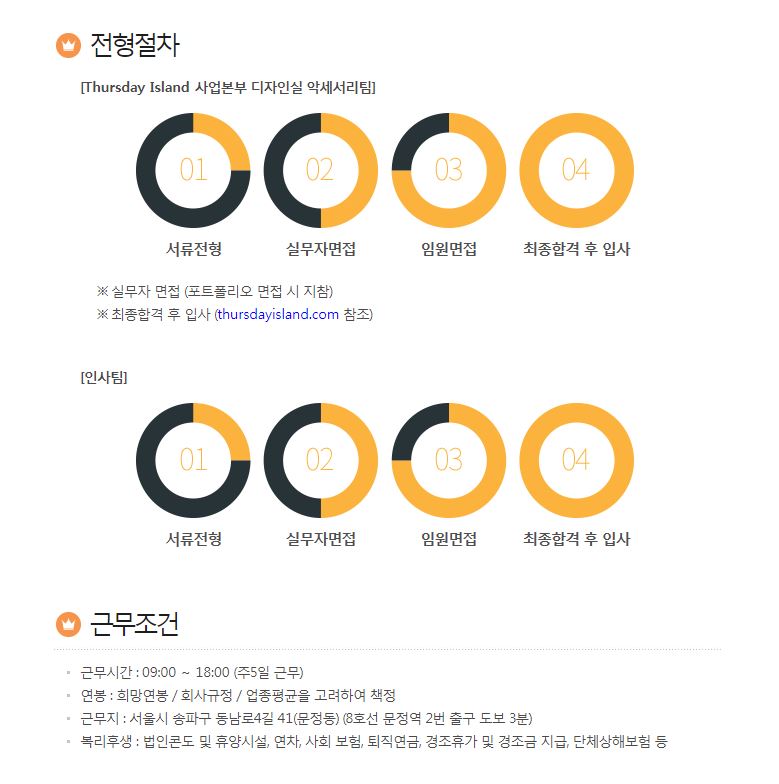 전형절차
[Thursday Island 사업본부 디자인실 악세서리팀]
01 02 03 04
서류전형 실무자면접 임원면접 최종합격 후 입사
※ 실무자 면접 (포트폴리오 면접 시 지참)
※ 최종합격 후 입사 (thursdayisland.com 참조)
[인사팀]
01 02 03 04
서류전형 실무자면접 임원면접 최종합격 후 입사
근무조건
근무시간 : 09:00 ~ 18:00 (주5일 근무)
연봉 : 희망연봉 / 회사규정 / 업종평균을 고려하여 책정
근무지 : 서울시 송파구 동남로4길 41(문정동) (8호선 문정역 2번 출구 도보 3분)
복리후생 : 법인콘도 및 휴양시설, 연차, 사회 보험, 퇴직연금, 경조휴가 및 경조금 지급, 단체상해보험 등